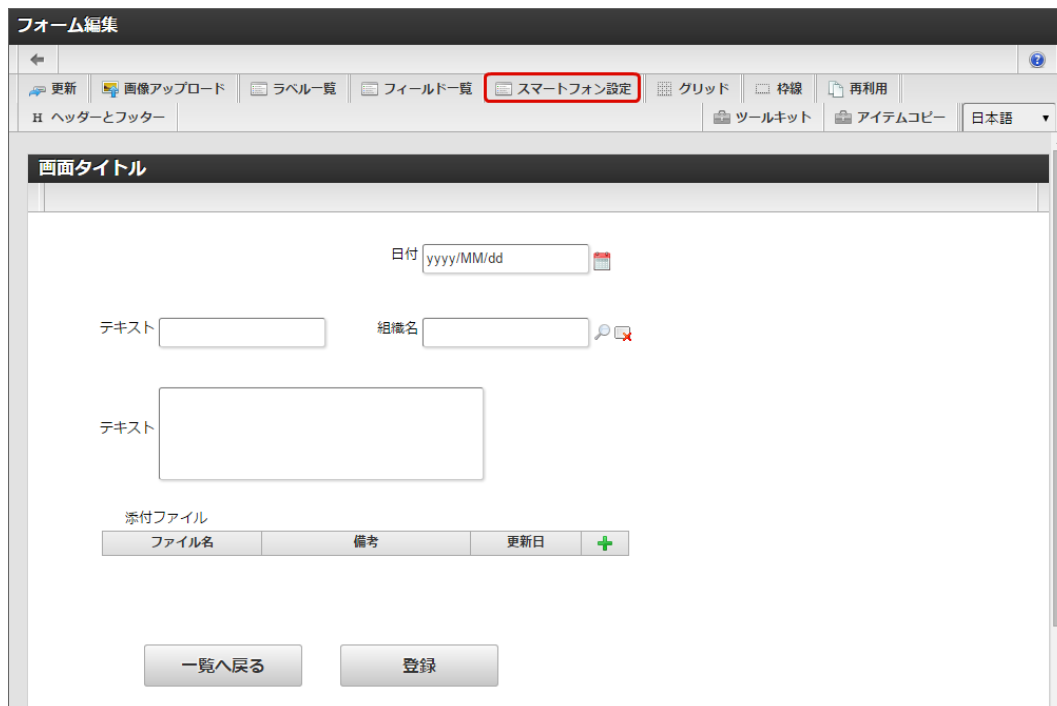 フォーム編集
更新 画像アップロード ラベル一覧 フィールド一覧 スマートフォン設定 グリッド 枠線 再利用
H ヘッダーとフッター ツールキット アイテムコピー 日本語
画面タイトル
日付 yyyy/MM/dd
テキスト 組織名
テキスト
添付ファイル
ファイル名 備考 更新日
一覧へ戻る 登録